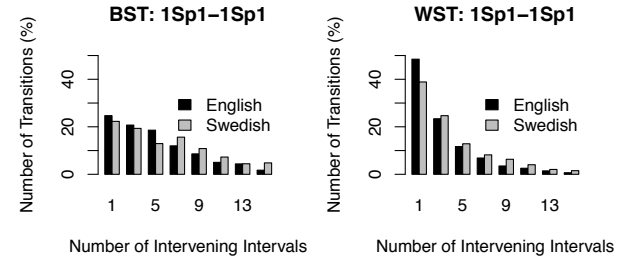 BST: 1Sp1−1Sp1
Number of Transitions (%)
0 20 40
English
Swedish
1 5 9 13
Number of Intervening Intervals
WST: 1Sp1−1Sp1
Number of Transitions (%)
0 20 40
English
Swedish
1 5 9 13
Number of Intervening Intervals